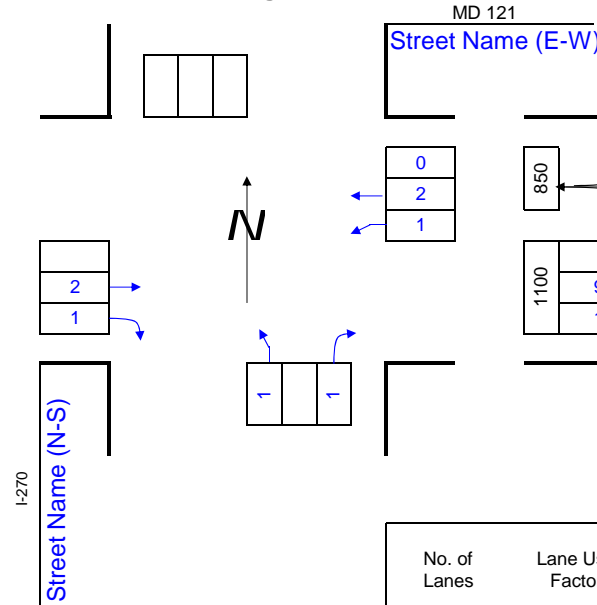 MD 121
Street Name (E-W)
0
2
1
850
N
2
1
1100
1
1
Street Name (N-S)
I-270
No. of
Lanes
Lane